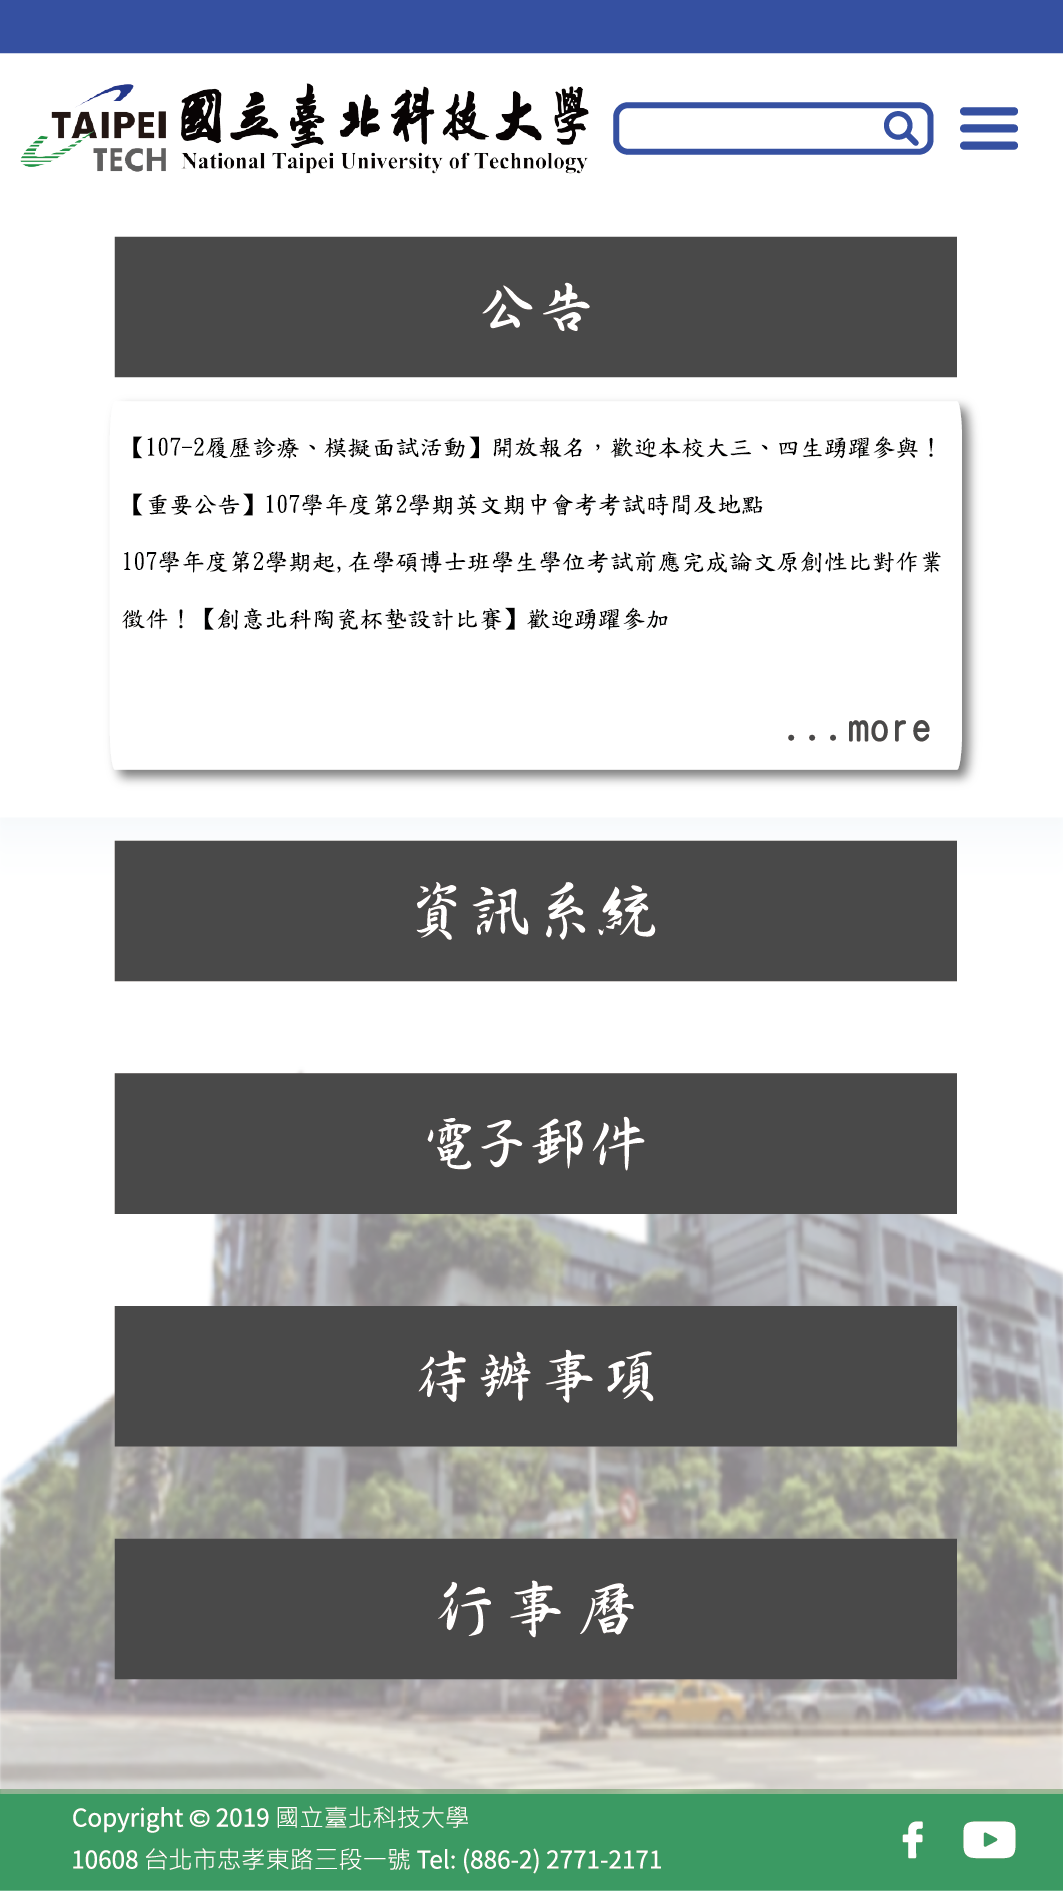 TAIPEI
TECH
國立臺北科技大學
National Taipei University of Technology
公告
【107-2履歷診療、模擬面試活動】開放報名，歡迎本校大三、四生踴躍參與！
【重要公告】107學年度第2學期英文期中會考考試時間及地點
107學年度第2學期起,在學碩博士班學生學位考試前應完成論文原創性比對作業
徵件！【創意北科陶瓷杯墊設計比賽】歡迎踴躍參加
...more
資訊系統
電子郵件
待辦事項
行事曆
Copyright © 2019 國立臺北科技大學
10608 台北市忠孝東路三段一號 Tel: (886-2) 2771-2171